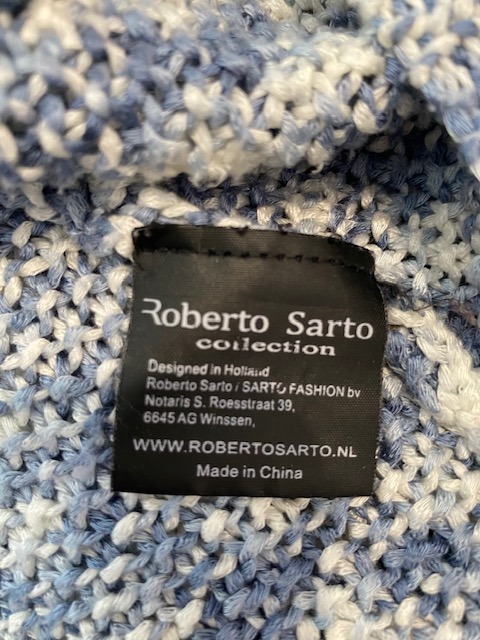 Roberto Sarto
collection
Designed in Holland
Roberto Sarto / SARTO FASHION bv
Notaris S. Roesstraat 39,
6645 AG Winssen,
WWW.ROBERTOSARTO.NL
Made in China